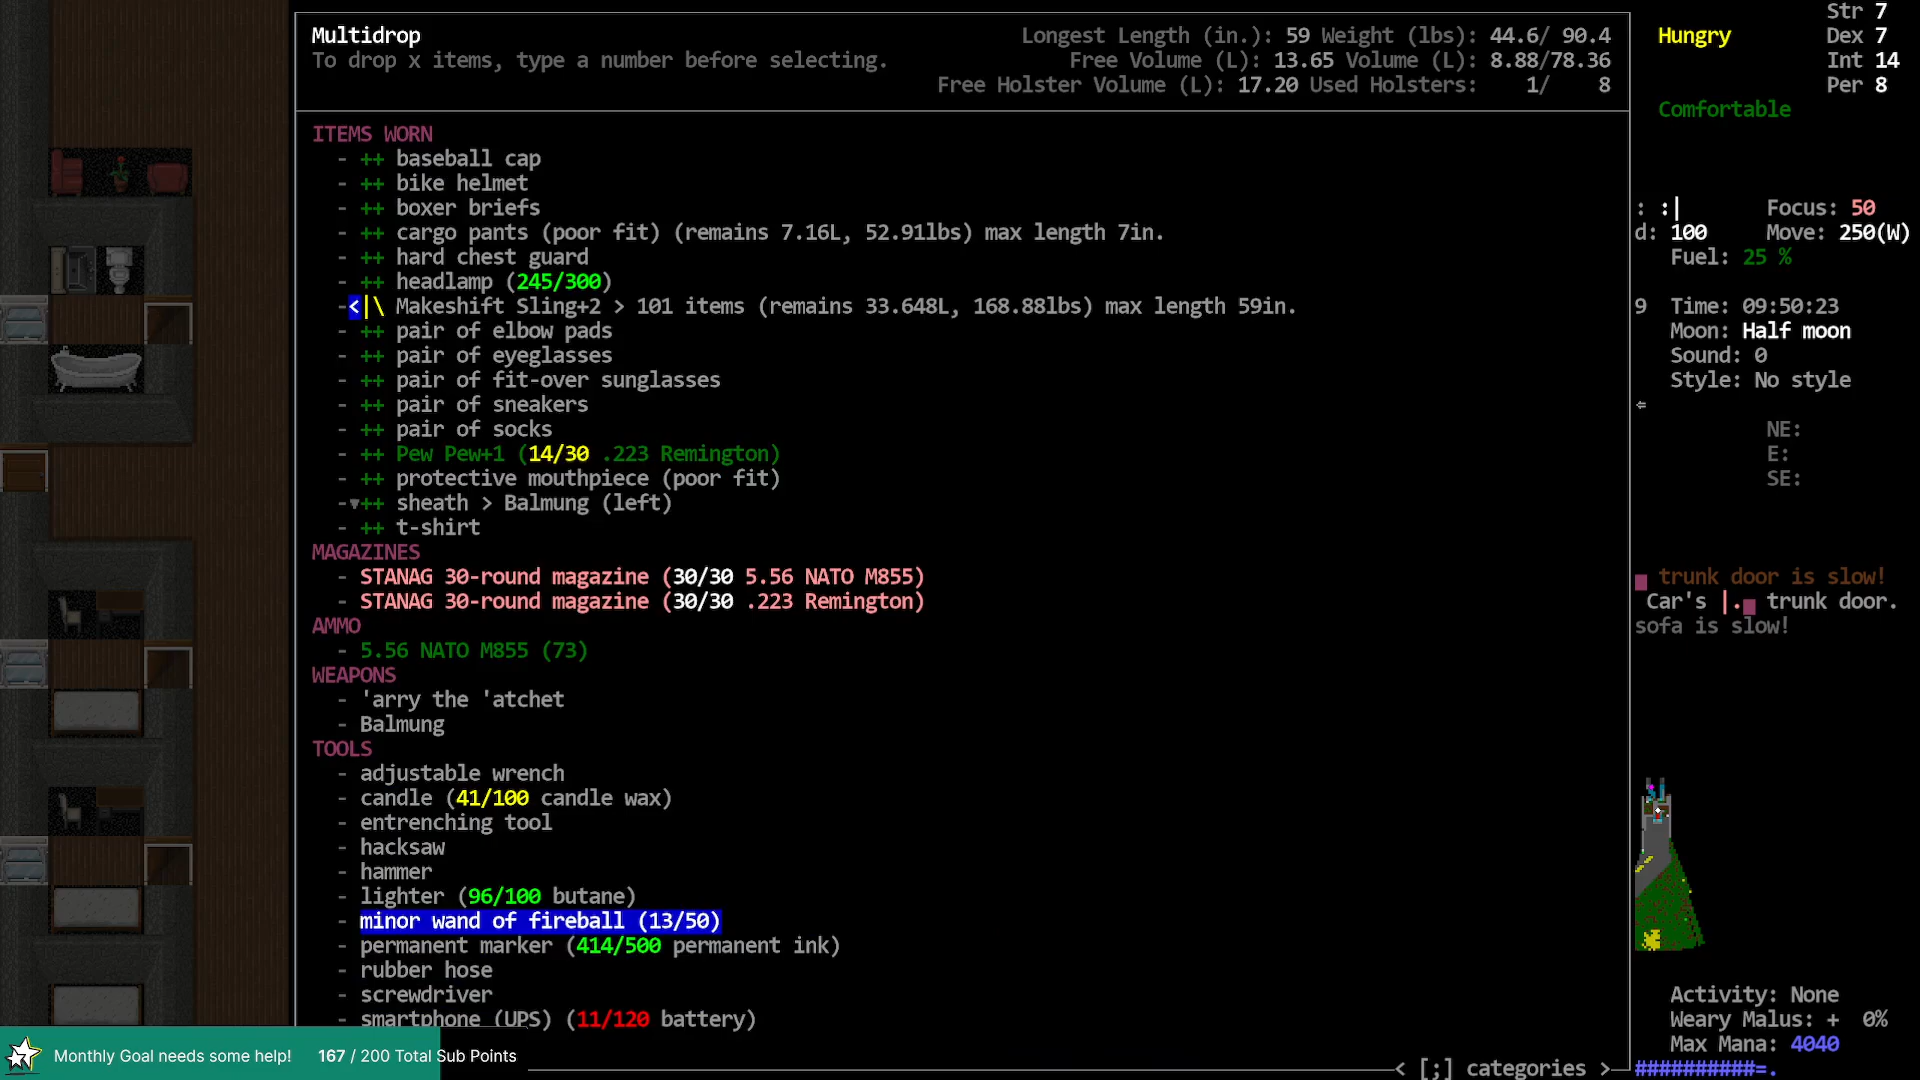 Multidrop
To drop x items, type a number before selecting.
Longest Length (in.): 59 Weight (lbs): 44.6/ 90.4
Free Volume (L): 13.65 Volume (L): 8.88/78.36
Free Holster Volume (L): 17.20 Used Holsters: 1/ 8
ITEMS WORN
- ++ baseball cap
- ++ bike helmet
- ++ boxer briefs
- ++ cargo pants (poor fit) (remains 7.16L, 52.91lbs) max length 7in.
- ++ hard chest guard
- ++ headlamp (245/300)
-<|\ Makeshift Sling+2 > 101 items (remains 33.648L, 168.88lbs) max length 59in.
- ++ pair of elbow pads
- ++ pair of eyeglasses
- ++ pair of fit-over sunglasses
- ++ pair of sneakers
- ++ pair of socks
- ++ Pew Pew+1 (14/30 .223 Remington)
- ++ protective mouthpiece (poor fit)
-▼++ sheath > Balmung (left)
- ++ t-shirt
MAGAZINES
- STANAG 30-round magazine (30/30 5.56 NATO M855)
- STANAG 30-round magazine (30/30 .223 Remington)
AMMO
- 5.56 NATO M855 (73)
WEAPONS
- 'arry the 'atchet
- Balmung
TOOLS
- adjustable wrench
- candle (41/100 candle wax)
- entrenching tool
- hacksaw
- hammer
- lighter (96/100 butane)
- minor wand of fireball (13/50)
- permanent marker (414/500 permanent ink)
- rubber hose
- screwdriver
- smartphone (UPS) (11/120 battery)
< [;] categories >
Str 7
Hungry Dex 7
Int 14
Per 8
Comfortable
: :| Focus: 50
d: 100 Move: 250(W)
Fuel: 25 %
9 Time: 09:50:23
Moon: Half moon
Sound: 0
Style: No style
⇐
NE:
E:
SE:
trunk door is slow!
Car's |. trunk door.
sofa is slow!
Activity: None
Weary Malus: + 0%
Max Mana: 4040
##########=.
Monthly Goal needs some help! 167 / 200 Total Sub Points